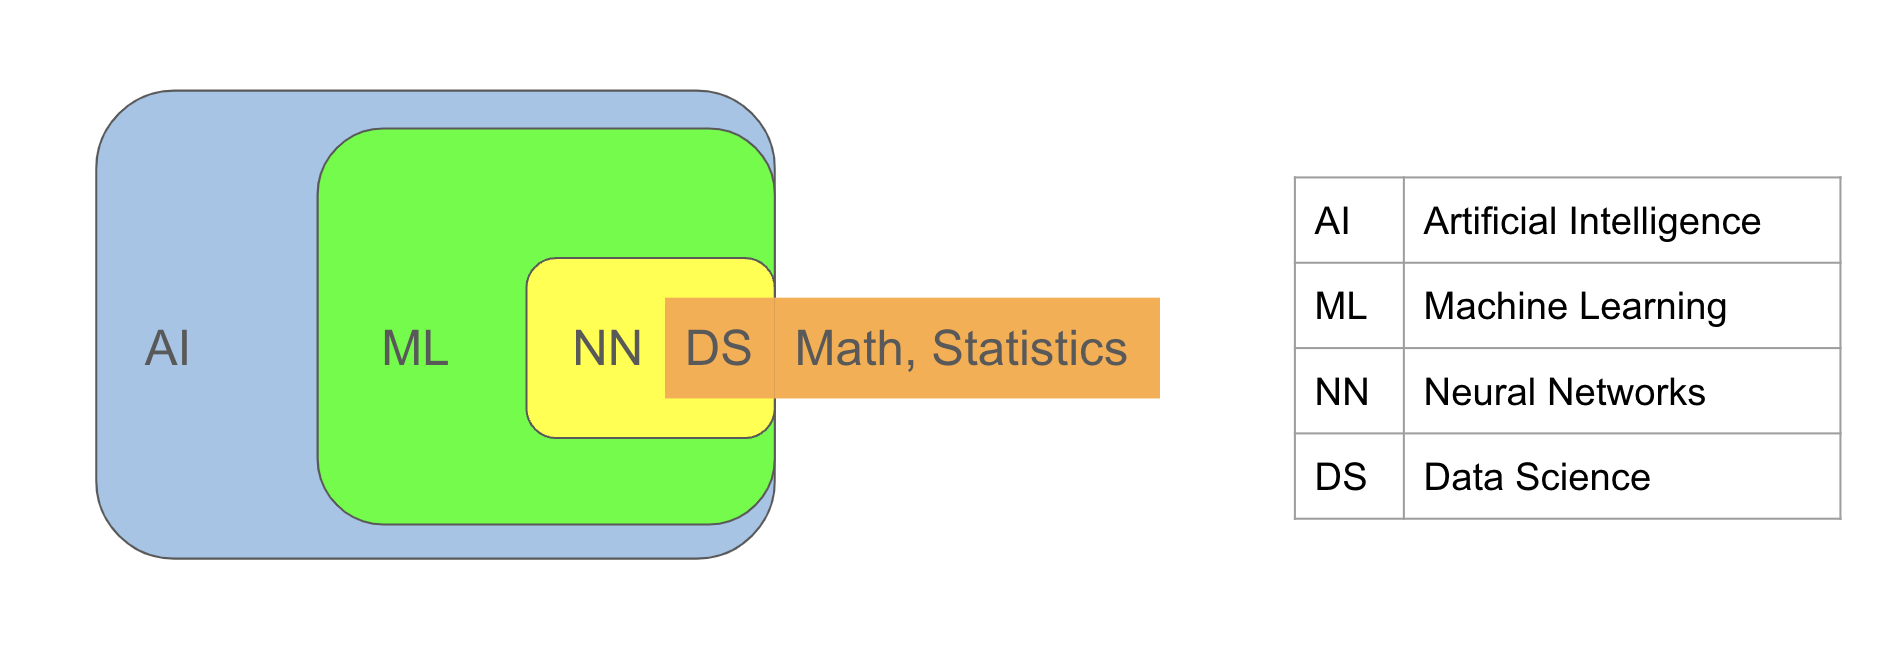 AI
ML
NN
DS
Math, Statistics
AI Artificial Intelligence
ML Machine Learning
NN Neural Networks
DS Data Science